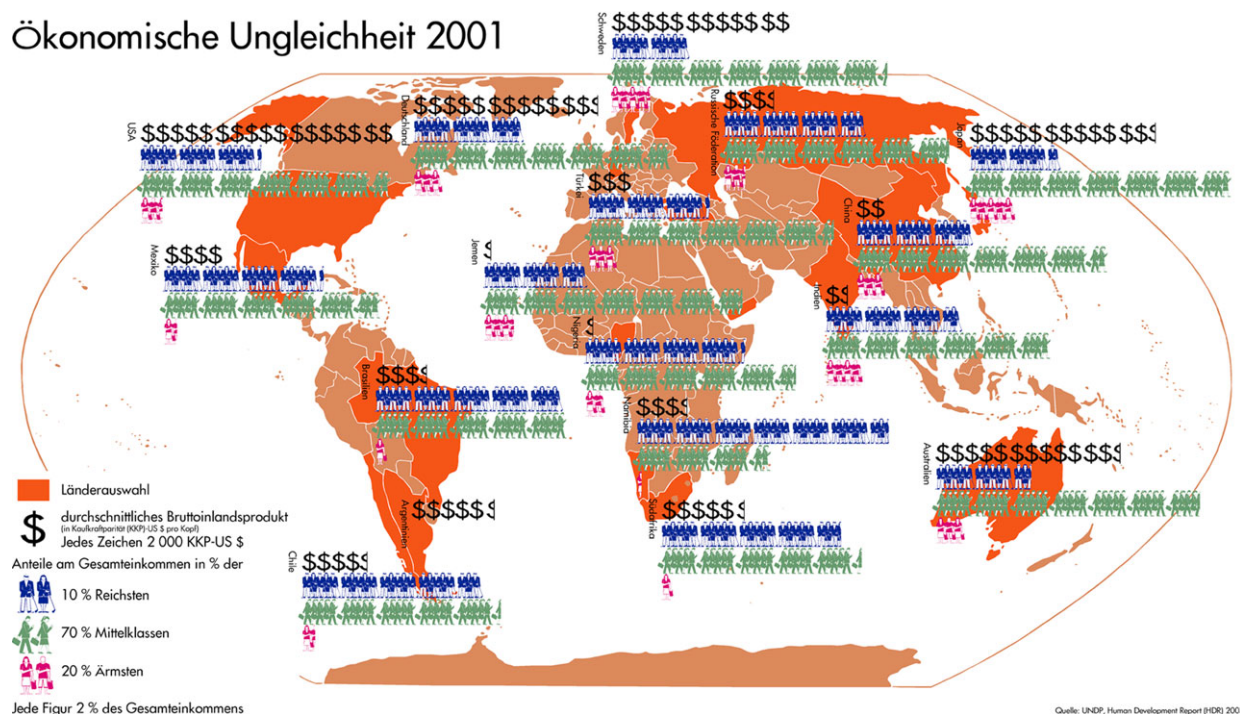 Ökonomische Ungleichheit 2001
Schweden
$$$$$ $$$$$ $$
Deutschland
$$$$$ $$$$$ $$$
Russische Föderation
$$$$
USA
$$$$$ $$$$$ $$$$$ $$
Japan
$$$$$ $$$$$ $$$
Türkei
$$$
China
$$
Mexiko
$$$$
Jemen
$
Indien
$$
Nigeria
$
Brasilien
$$$$
Namibia
$$$$
Australien
$$$$$ $$$$$ $$$
Argentinien
$$$$$ $
Südafrika
$$$$$ $
Chile
$$$$$
Länderauswahl
$
durchschnittliches Bruttoinlandsprodukt
(in Kaufkraftparität (KKP)-US $ pro Kopf)
Jedes Zeichen 2 000 KKP-US $
Anteile am Gesamteinkommen in % der
10 % Reichsten
70 % Mittelklassen
20 % Ärmsten
Jede Figur 2 % des Gesamteinkommens
Quelle: UNDP, Human Development Report (HDR) 200